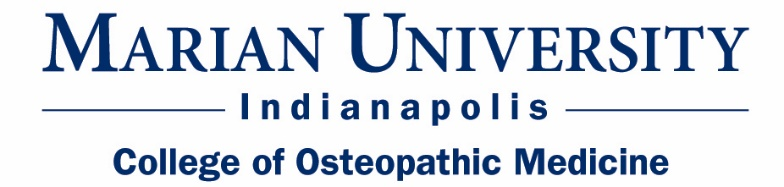 MARIAN UNIVERSITY
Indianapolis
College of Osteopathic Medicine